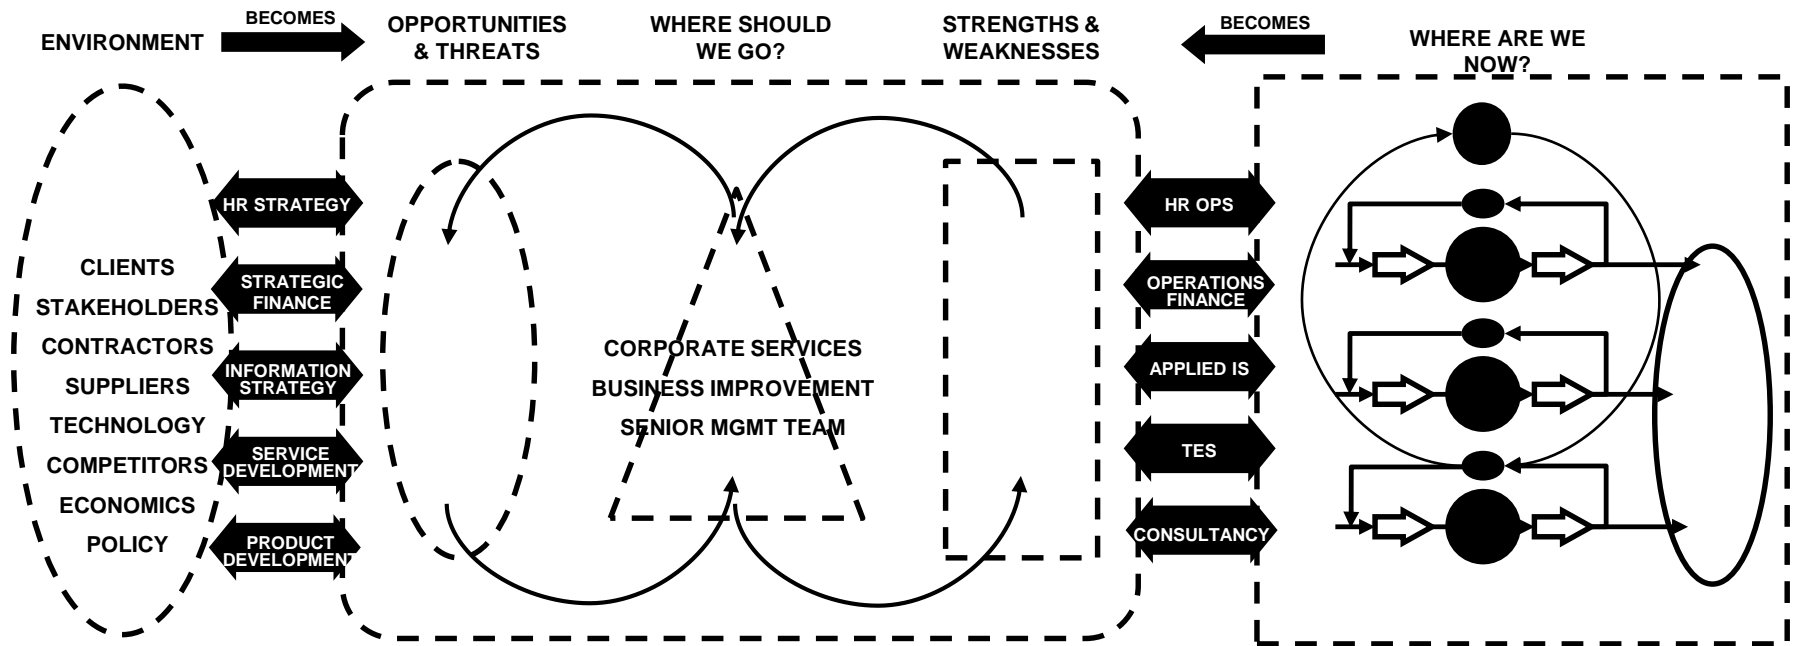 ENVIRONMENT
BECOMES
OPPORTUNITIES
& THREATS
WHERE SHOULD
WE GO?
STRENGTHS &
WEAKNESSES
BECOMES
WHERE ARE WE
NOW?
CLIENTS
STAKEHOLDERS
CONTRACTORS
SUPPLIERS
TECHNOLOGY
COMPETITORS
ECONOMICS
POLICY
HR STRATEGY
STRATEGIC
FINANCE
INFORMATION
STRATEGY
SERVICE
DEVELOPMENT
PRODUCT
DEVELOPMENT
CORPORATE SERVICES
BUSINESS IMPROVEMENT
SENIOR MGMT TEAM
HR OPS
OPERATIONS
FINANCE
APPLIED IS
TES
CONSULTANCY